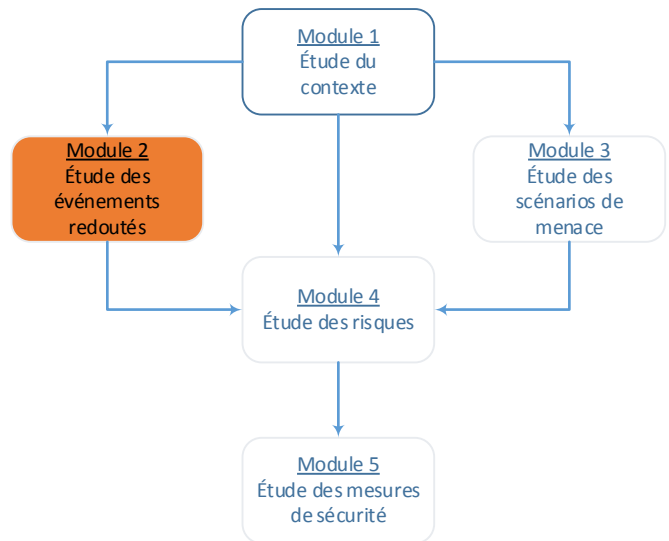 Module 1
Étude du
contexte
Module 2
Étude des
événements
redoutés
Module 3
Étude des
scénarios de
menace
Module 4
Étude des risques
Module 5
Étude des mesures
de sécurité